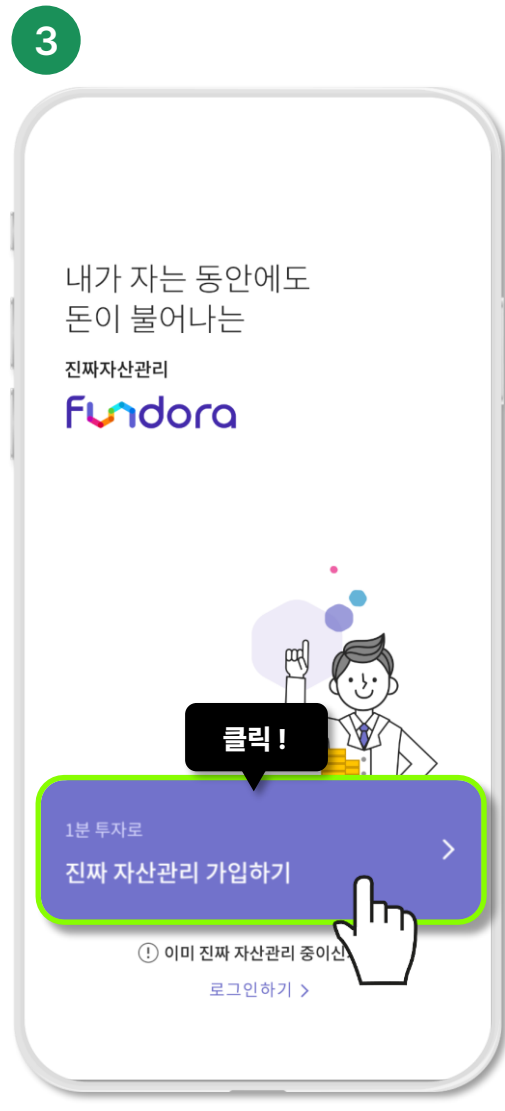 3
내가 자는 동안에도
돈이 불어나는
진짜자산관리
Fundora
클릭 !
1분 투자로
진짜 자산관리 가입하기
! 이미 진짜 자산관리 중이신
로그인하기 >